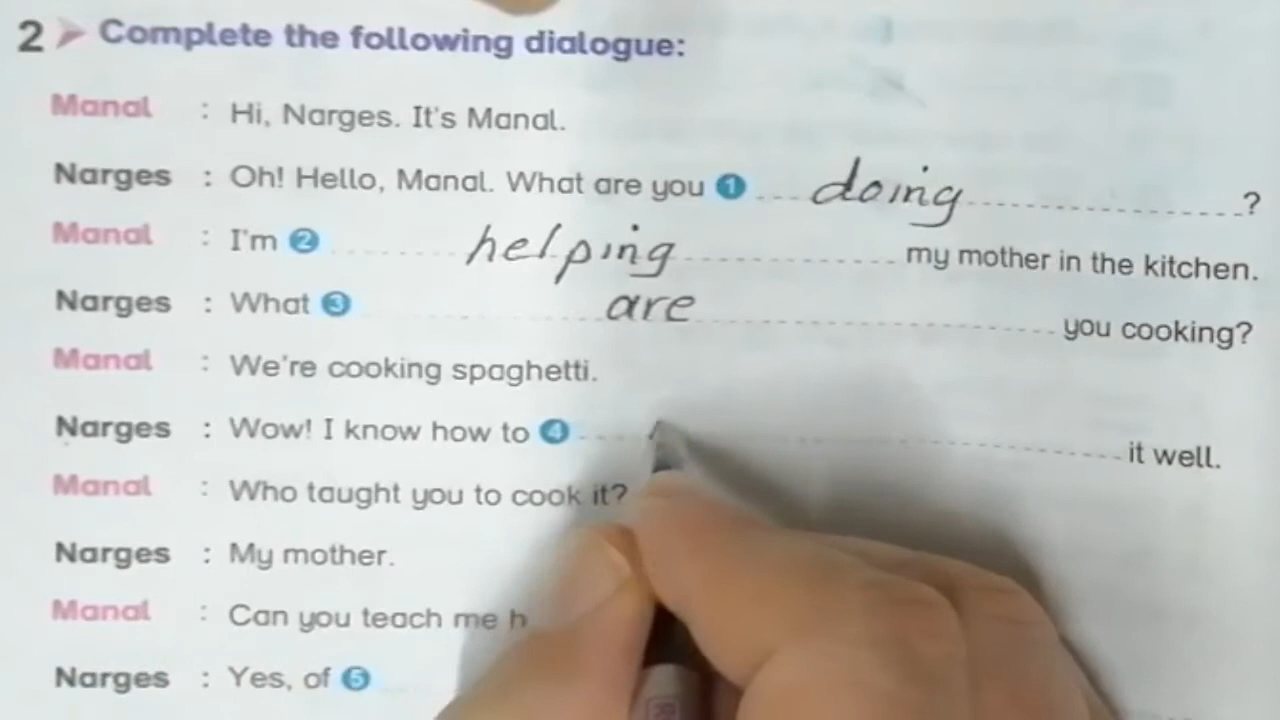 2 Complete the following dialogue:
Manal : Hi, Narges. It's Manal.
Narges : Oh! Hello, Manal. What are you 1 ... doing ...?
Manal : I'm 2 ... helping ... my mother in the kitchen.
Narges : What 3 ... are ... you cooking?
Manal : We're cooking spaghetti.
Narges : Wow! I know how to 4 ... it well.
Manal : Who taught you to cook it?
Narges : My mother.
Manal : Can you teach me h
Narges : Yes, of 5